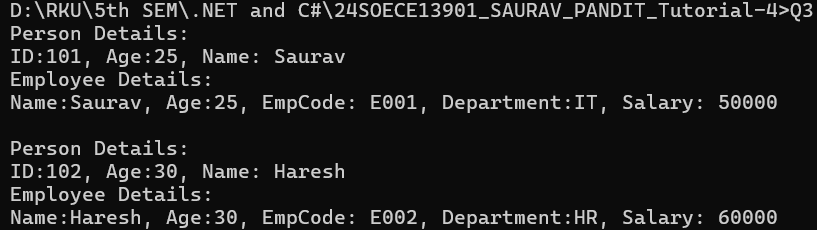 D:\RKU\5th SEM\.NET and C#\24SOECE13901_SAURAV_PANDIT_Tutorial-4>Q3
Person Details:
ID:101, Age:25, Name: Saurav
Employee Details:
Name:Saurav, Age:25, EmpCode: E001, Department:IT, Salary: 50000
Person Details:
ID:102, Age:30, Name: Haresh
Employee Details:
Name:Haresh, Age:30, EmpCode: E002, Department:HR, Salary: 60000